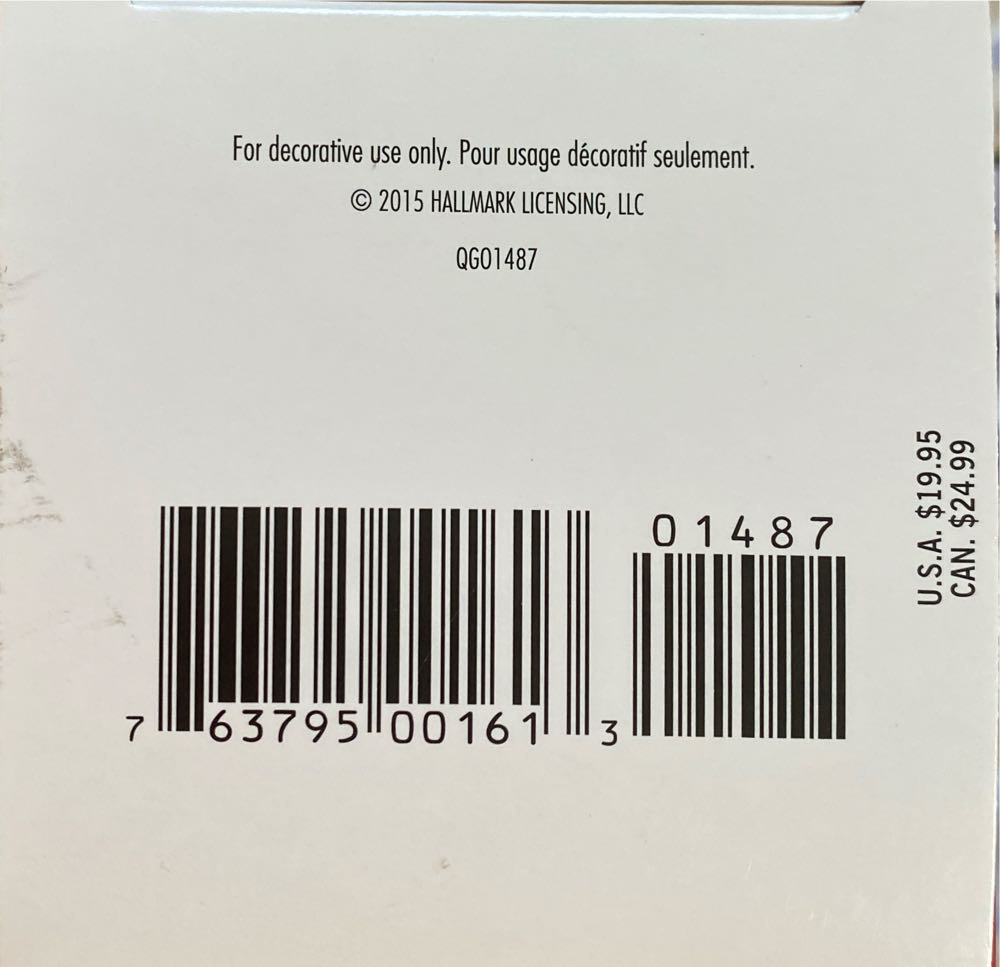 For decorative use only. Pour usage décoratif seulement.
© 2015 HALLMARK LICENSING, LLC
QGO1487
U.S.A. $19.95
CAN. $24.99
01487
7 63795 00161 3